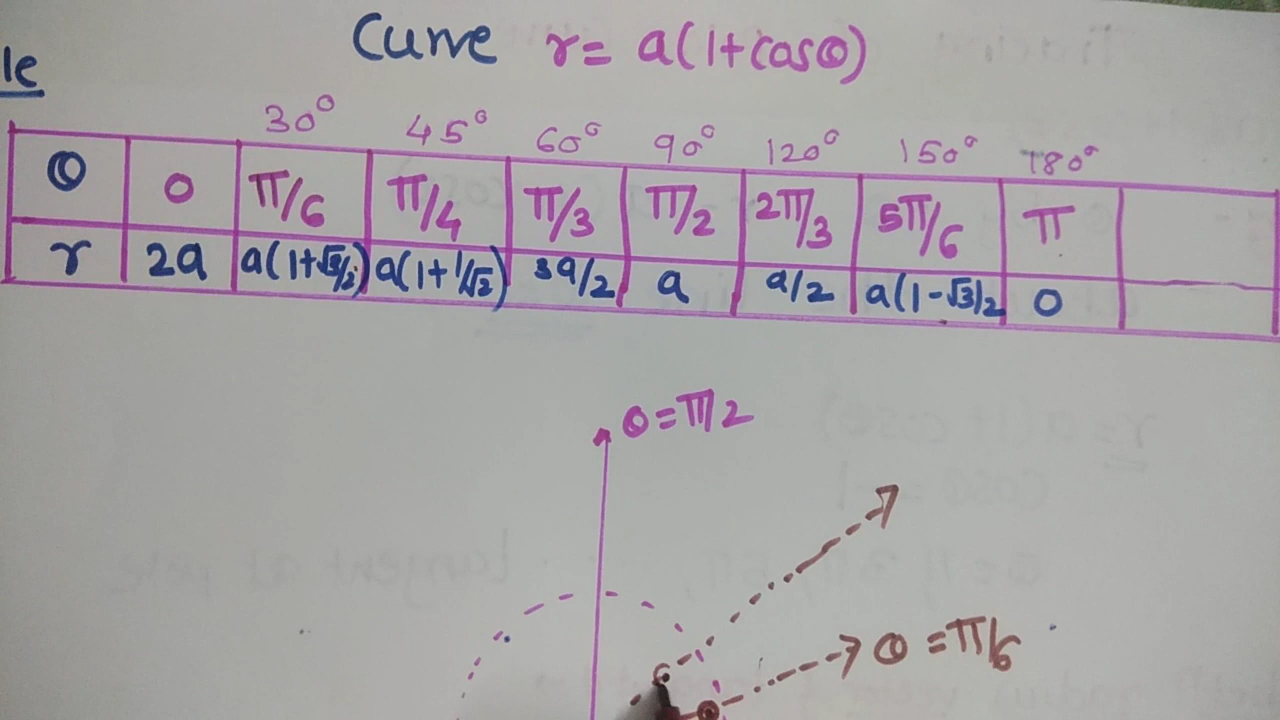 Curve r= a(1+cosθ)
le
30° 45° 60° 90° 120° 150° 180°
θ 0 π/6 π/4 π/3 π/2 2π/3 5π/6 π
r 2a a(1+√3/2) a(1+1/√2) 3a/2 a a/2 a(1-√3)/2 0
θ=π/2
θ=π/6